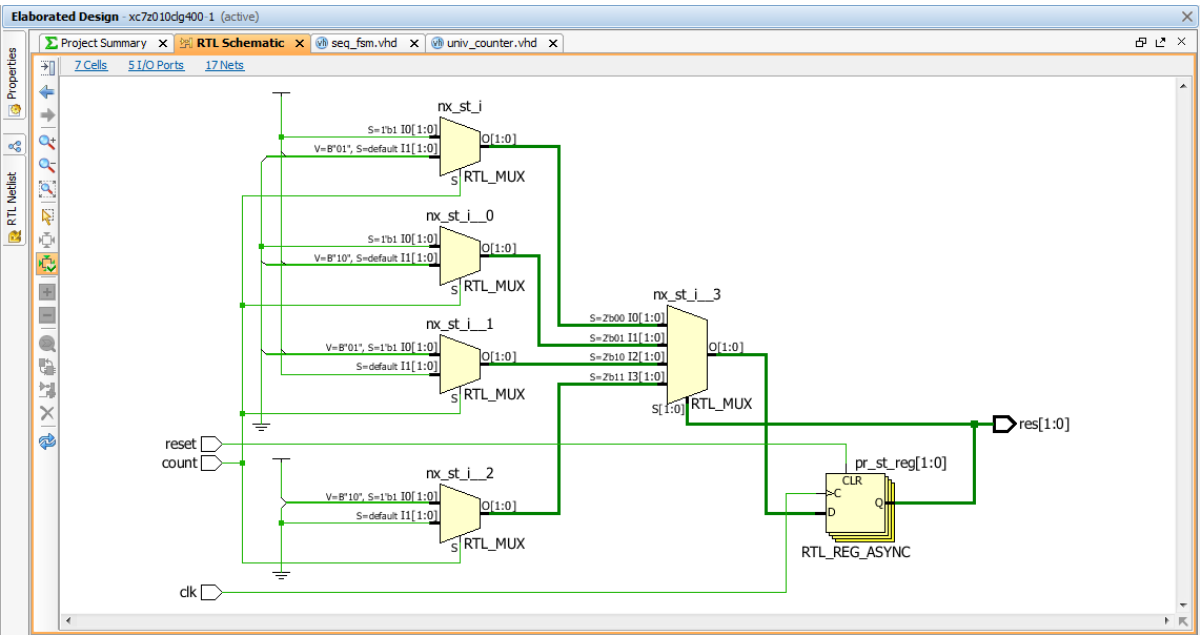 Elaborated Design - xc7z010clg400-1 (active)
Project Summary RTL Schematic seq_fsm.vhd univ_counter.vhd
Properties
RTL Netlist
7 Cells 5 I/O Ports 17 Nets
nx_st_i
S=1'b1 I0[1:0]
V=B"01", S=default I1[1:0]
O[1:0]
S RTL_MUX
nx_st_i__0
S=1'b1 I0[1:0]
V=B"10", S=default I1[1:0]
O[1:0]
S RTL_MUX
nx_st_i__1
V=B"01", S=1'b1 I0[1:0]
S=default I1[1:0]
O[1:0]
S RTL_MUX
nx_st_i__3
S=2'b00 I0[1:0]
S=2'b01 I1[1:0]
S=2'b10 I2[1:0]
S=2'b11 I3[1:0]
O[1:0]
S[1:0] RTL_MUX
res[1:0]
reset
count
nx_st_i__2
V=B"10", S=1'b1 I0[1:0]
S=default I1[1:0]
O[1:0]
S RTL_MUX
pr_st_reg[1:0]
CLR
C
D
Q
RTL_REG_ASYNC
clk